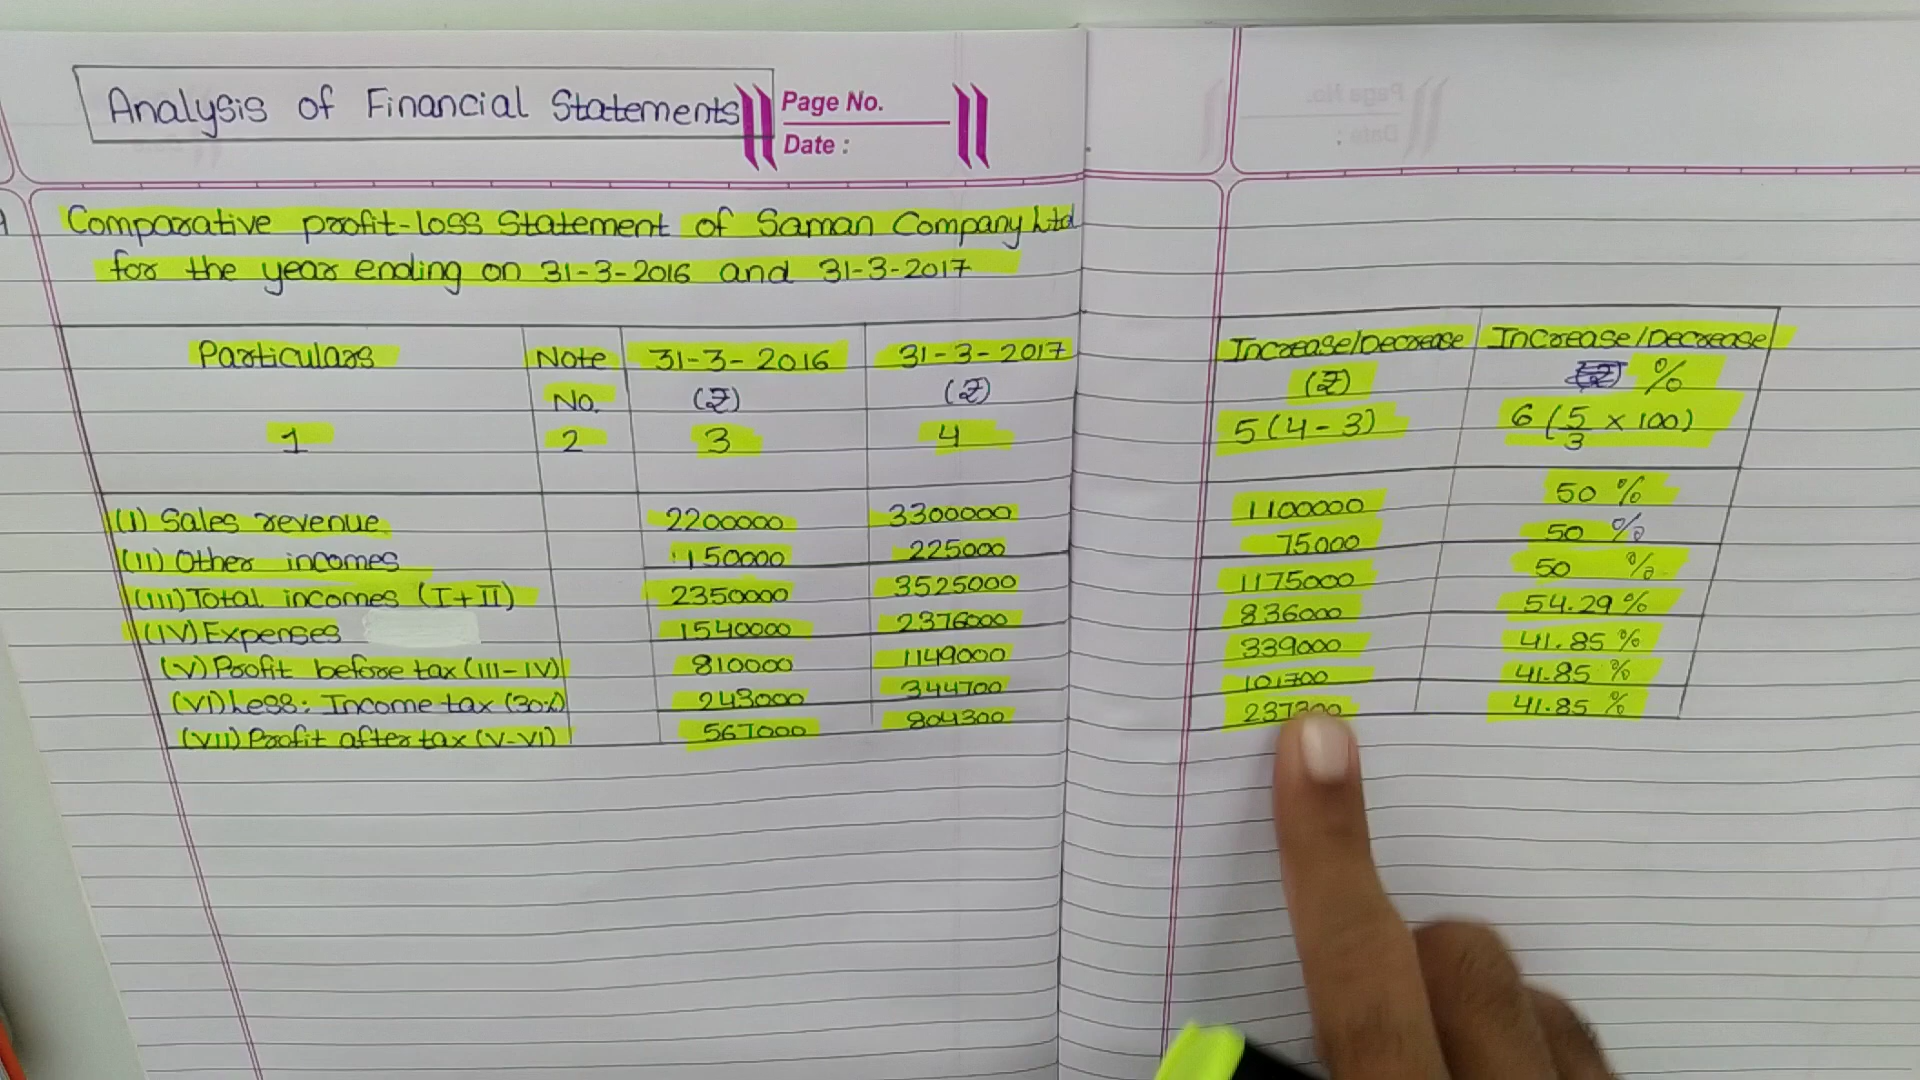 Analysis of Financial Statements
Page No.
Date :
Comparative profit-loss Statement of Saman Company Ltd
for the year ending on 31-3-2016 and 31-3-2017
Particulars Note No. 31-3-2016 (₹) 31-3-2017 (₹) Increase/Decrease (₹) Increase/Decrease %
1 2 3 4 5(4-3) 6(5/3 × 100)
(I) Sales revenue 2200000 3300000 1100000 50 %
(II) Other incomes 150000 225000 75000 50 %
(III) Total incomes (I+II) 2350000 3525000 1175000 50 %
(IV) Expenses 1540000 2376000 836000 54.29 %
(V) Profit before tax (III-IV) 810000 1149000 339000 41.85 %
(VI) Less: Income tax (30%) 243000 344700 101700 41.85 %
(VII) Profit after tax (V-VI) 567000 804300 237300 41.85 %